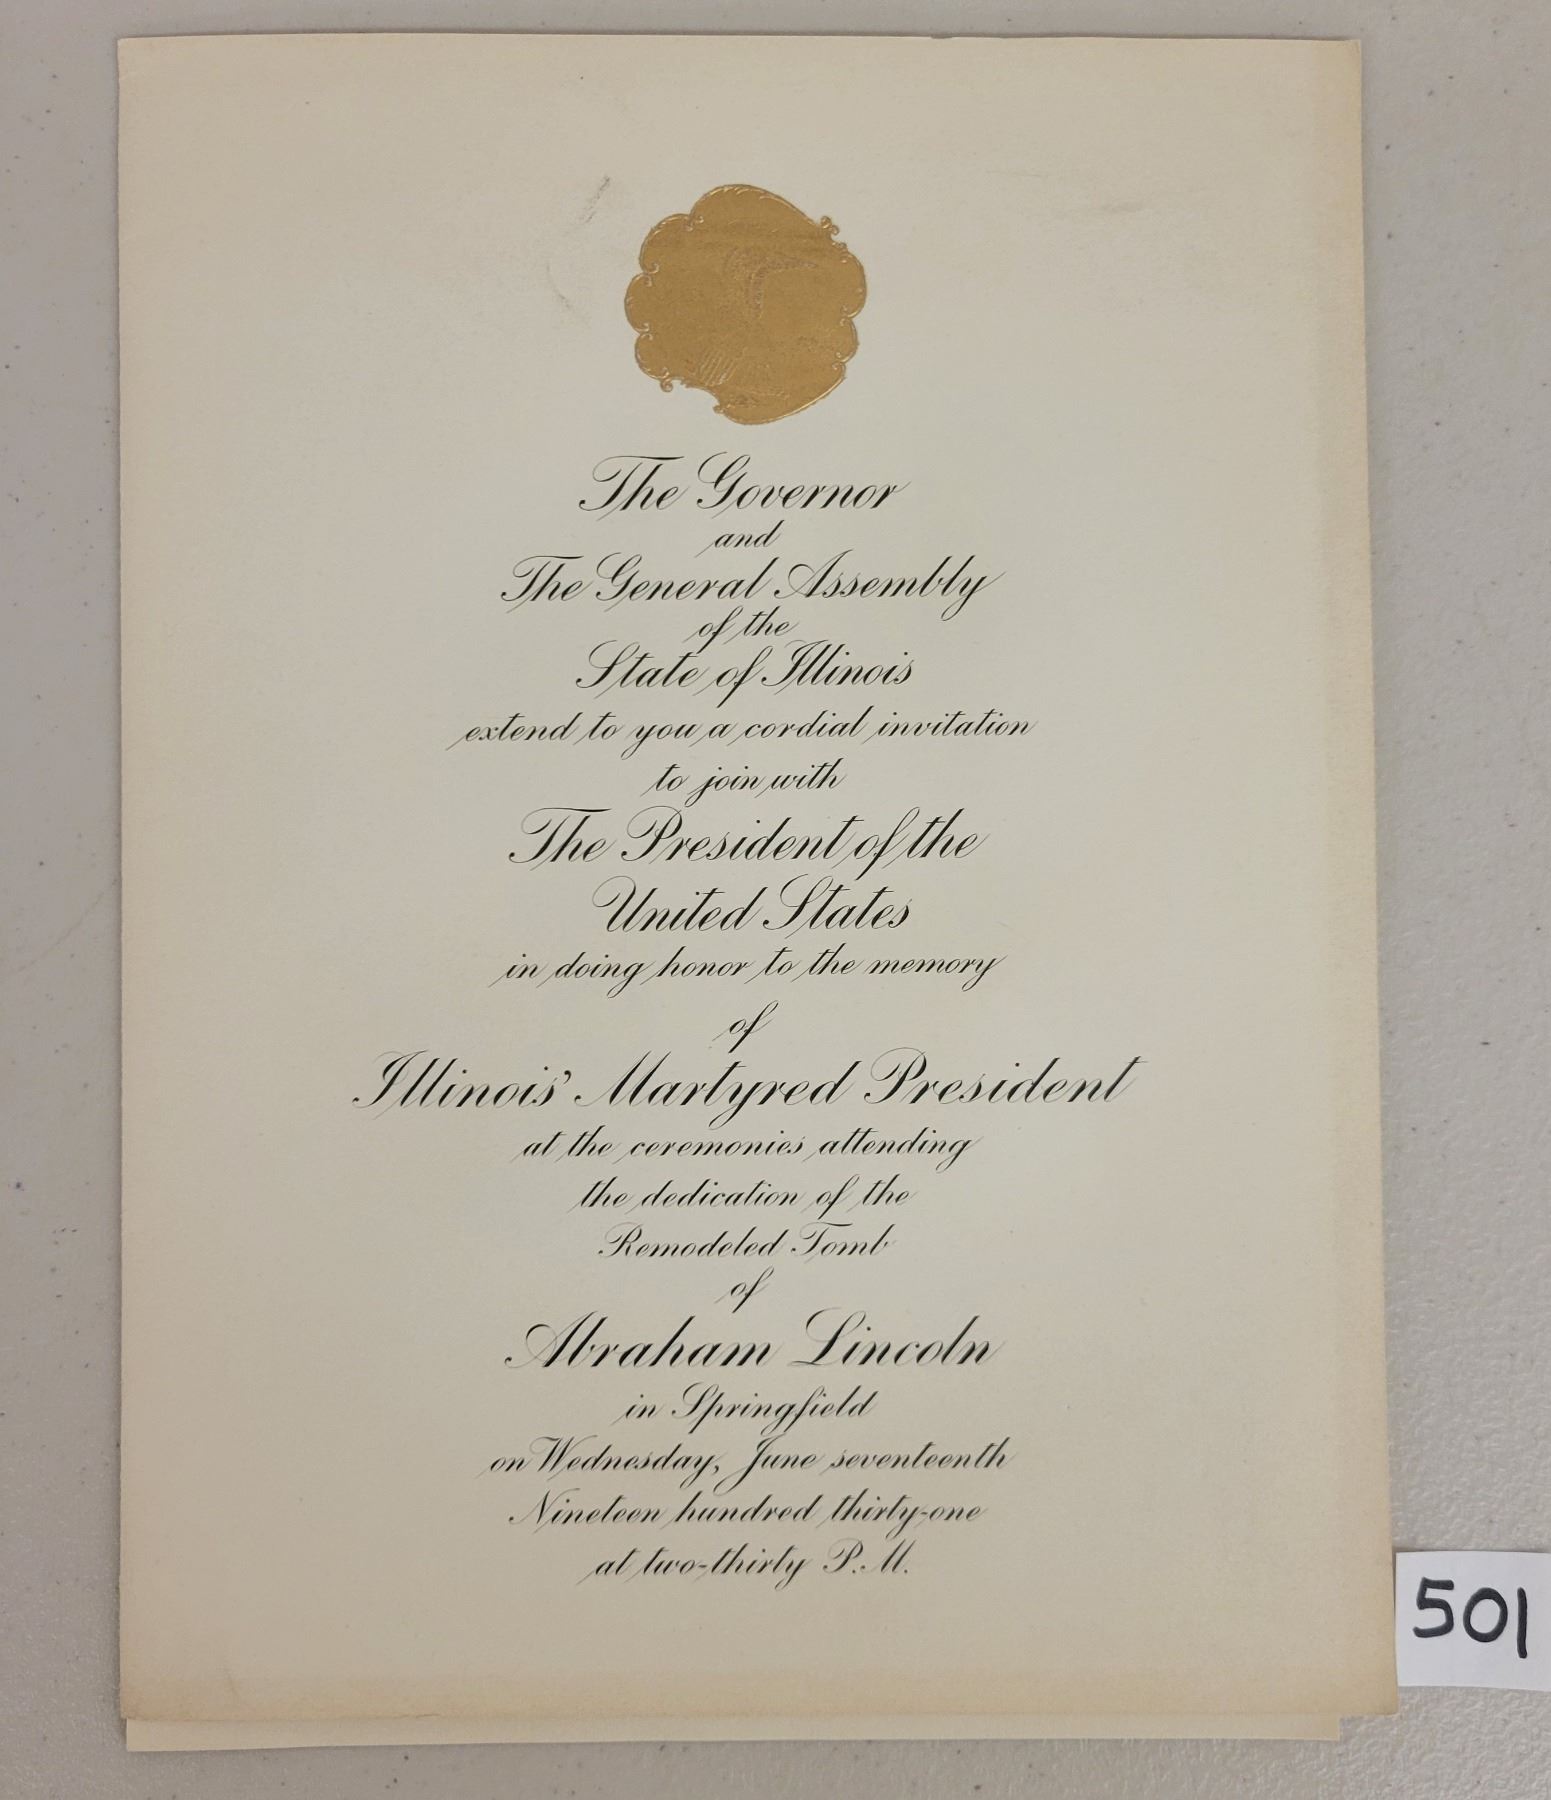 The Governor
and
The General Assembly
of the
State of Illinois
extend to you a cordial invitation
to join with
The President of the
United States
in doing honor to the memory
of
Illinois' Martyred President
at the ceremonies attending
the dedication of the
Remodeled Tomb
of
Abraham Lincoln
in Springfield
on Wednesday, June seventeenth
Nineteen hundred thirty-one
at two-thirty P.M.
501